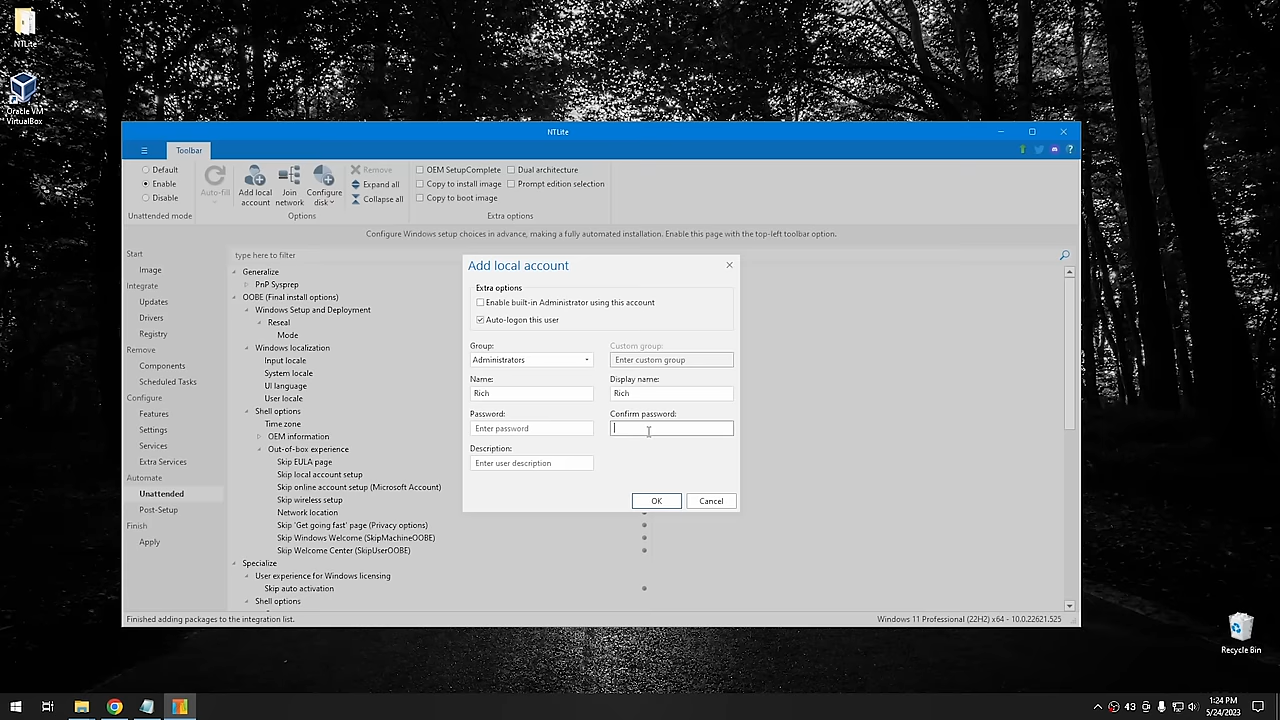 NTLite
Oracle VM
VirtualBox
NTLite
Toolbar
Default
Enable
Disable
Unattended mode
Auto-fill
Add local
account
Join
network
Configure
disk
Options
Remove
Expand all
Collapse all
OEM SetupComplete
Dual architecture
Copy to install image
Prompt edition selection
Copy to boot image
Extra options
Configure Windows setup choices in advance, making a fully automated installation. Enable this page with the top-left toolbar option.
Start
Image
Integrate
Updates
Drivers
Registry
Remove
Components
Scheduled Tasks
Configure
Features
Settings
Services
Extra Services
Automate
Unattended
Post-Setup
Finish
Apply
type here to filter
Generalize
PnP Sysprep
OOBE (Final install options)
Windows Setup and Deployment
Reseal
Mode
Windows localization
Input locale
System locale
UI language
User locale
Shell options
Time zone
OEM information
Out-of-box experience
Skip EULA page
Skip local account setup
Skip online account setup (Microsoft Account)
Skip wireless setup
Network location
Skip 'Get going fast' page (Privacy options)
Skip Windows Welcome (SkipMachineOOBE)
Skip Welcome Center (SkipUserOOBE)
Specialize
User experience for Windows licensing
Skip auto activation
Shell options
Add local account
Extra options
Enable built-in Administrator using this account
Auto-logon this user
Group:
Custom group:
Administrators
Enter custom group
Name:
Display name:
Rich
Rich
Password:
Confirm password:
Enter password
Description:
Enter user description
OK
Cancel
Finished adding packages to the integration list.
Windows 11 Professional (22H2) x64 - 10.0.22621.525
Recycle Bin
43
1:24 PM
5/24/2023